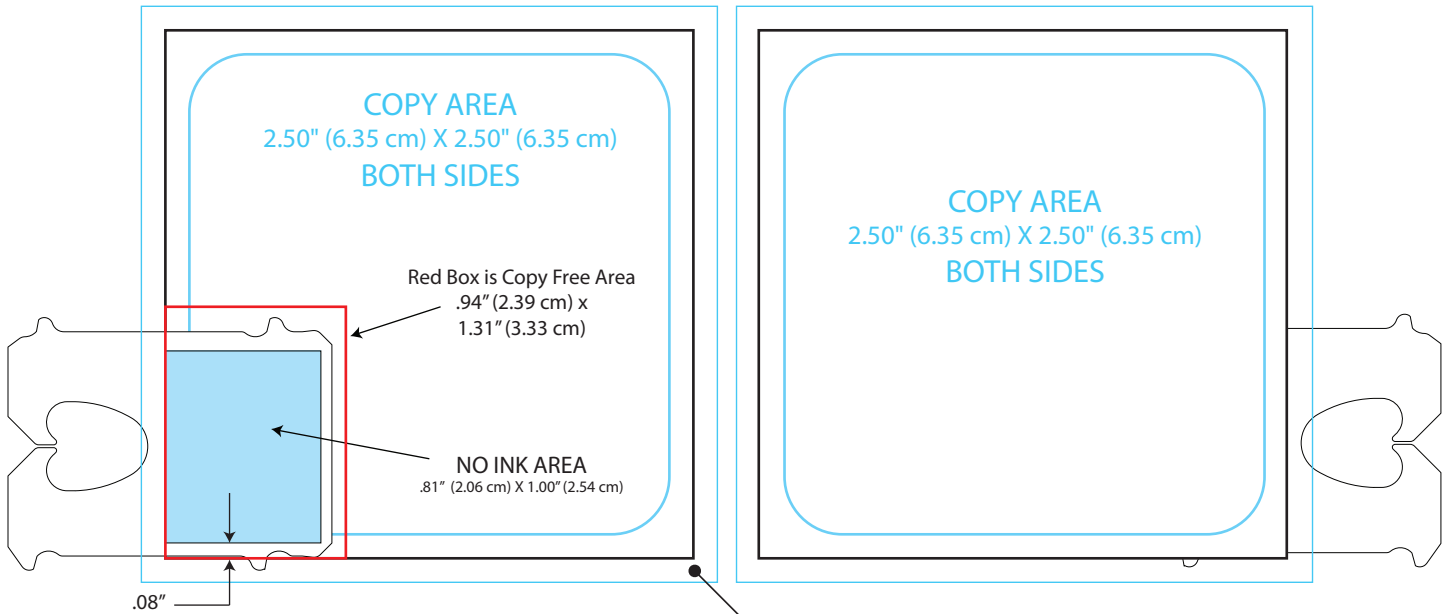 COPY AREA
2.50" (6.35 cm) X 2.50" (6.35 cm)
BOTH SIDES
Red Box is Copy Free Area
.94” (2.39 cm) x
1.31” (3.33 cm)
NO INK AREA
.81” (2.06 cm) X 1.00” (2.54 cm)
.08”
COPY AREA
2.50" (6.35 cm) X 2.50" (6.35 cm)
BOTH SIDES